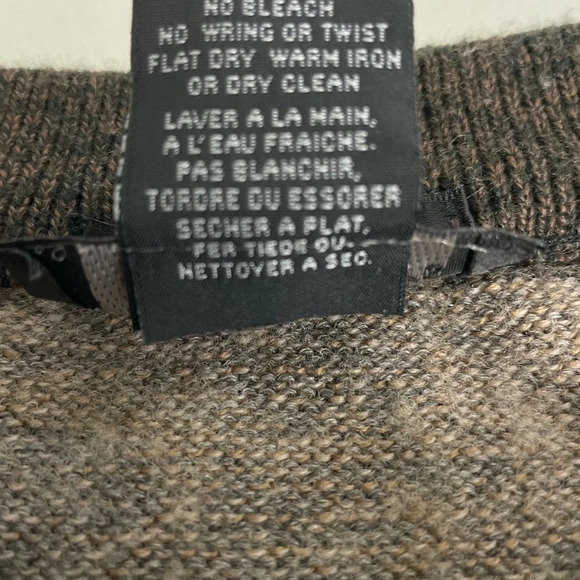 NO BLEACH
NO WRING OR TWIST
FLAT DRY WARM IRON
OR DRY CLEAN
LAVER A LA MAIN,
A L'EAU FRAICHE.
PAS BLANCHIR,
TORDRE OU ESSORER
SECHER A PLAT,
FER TIEDE OU
NETTOYER A SEC.